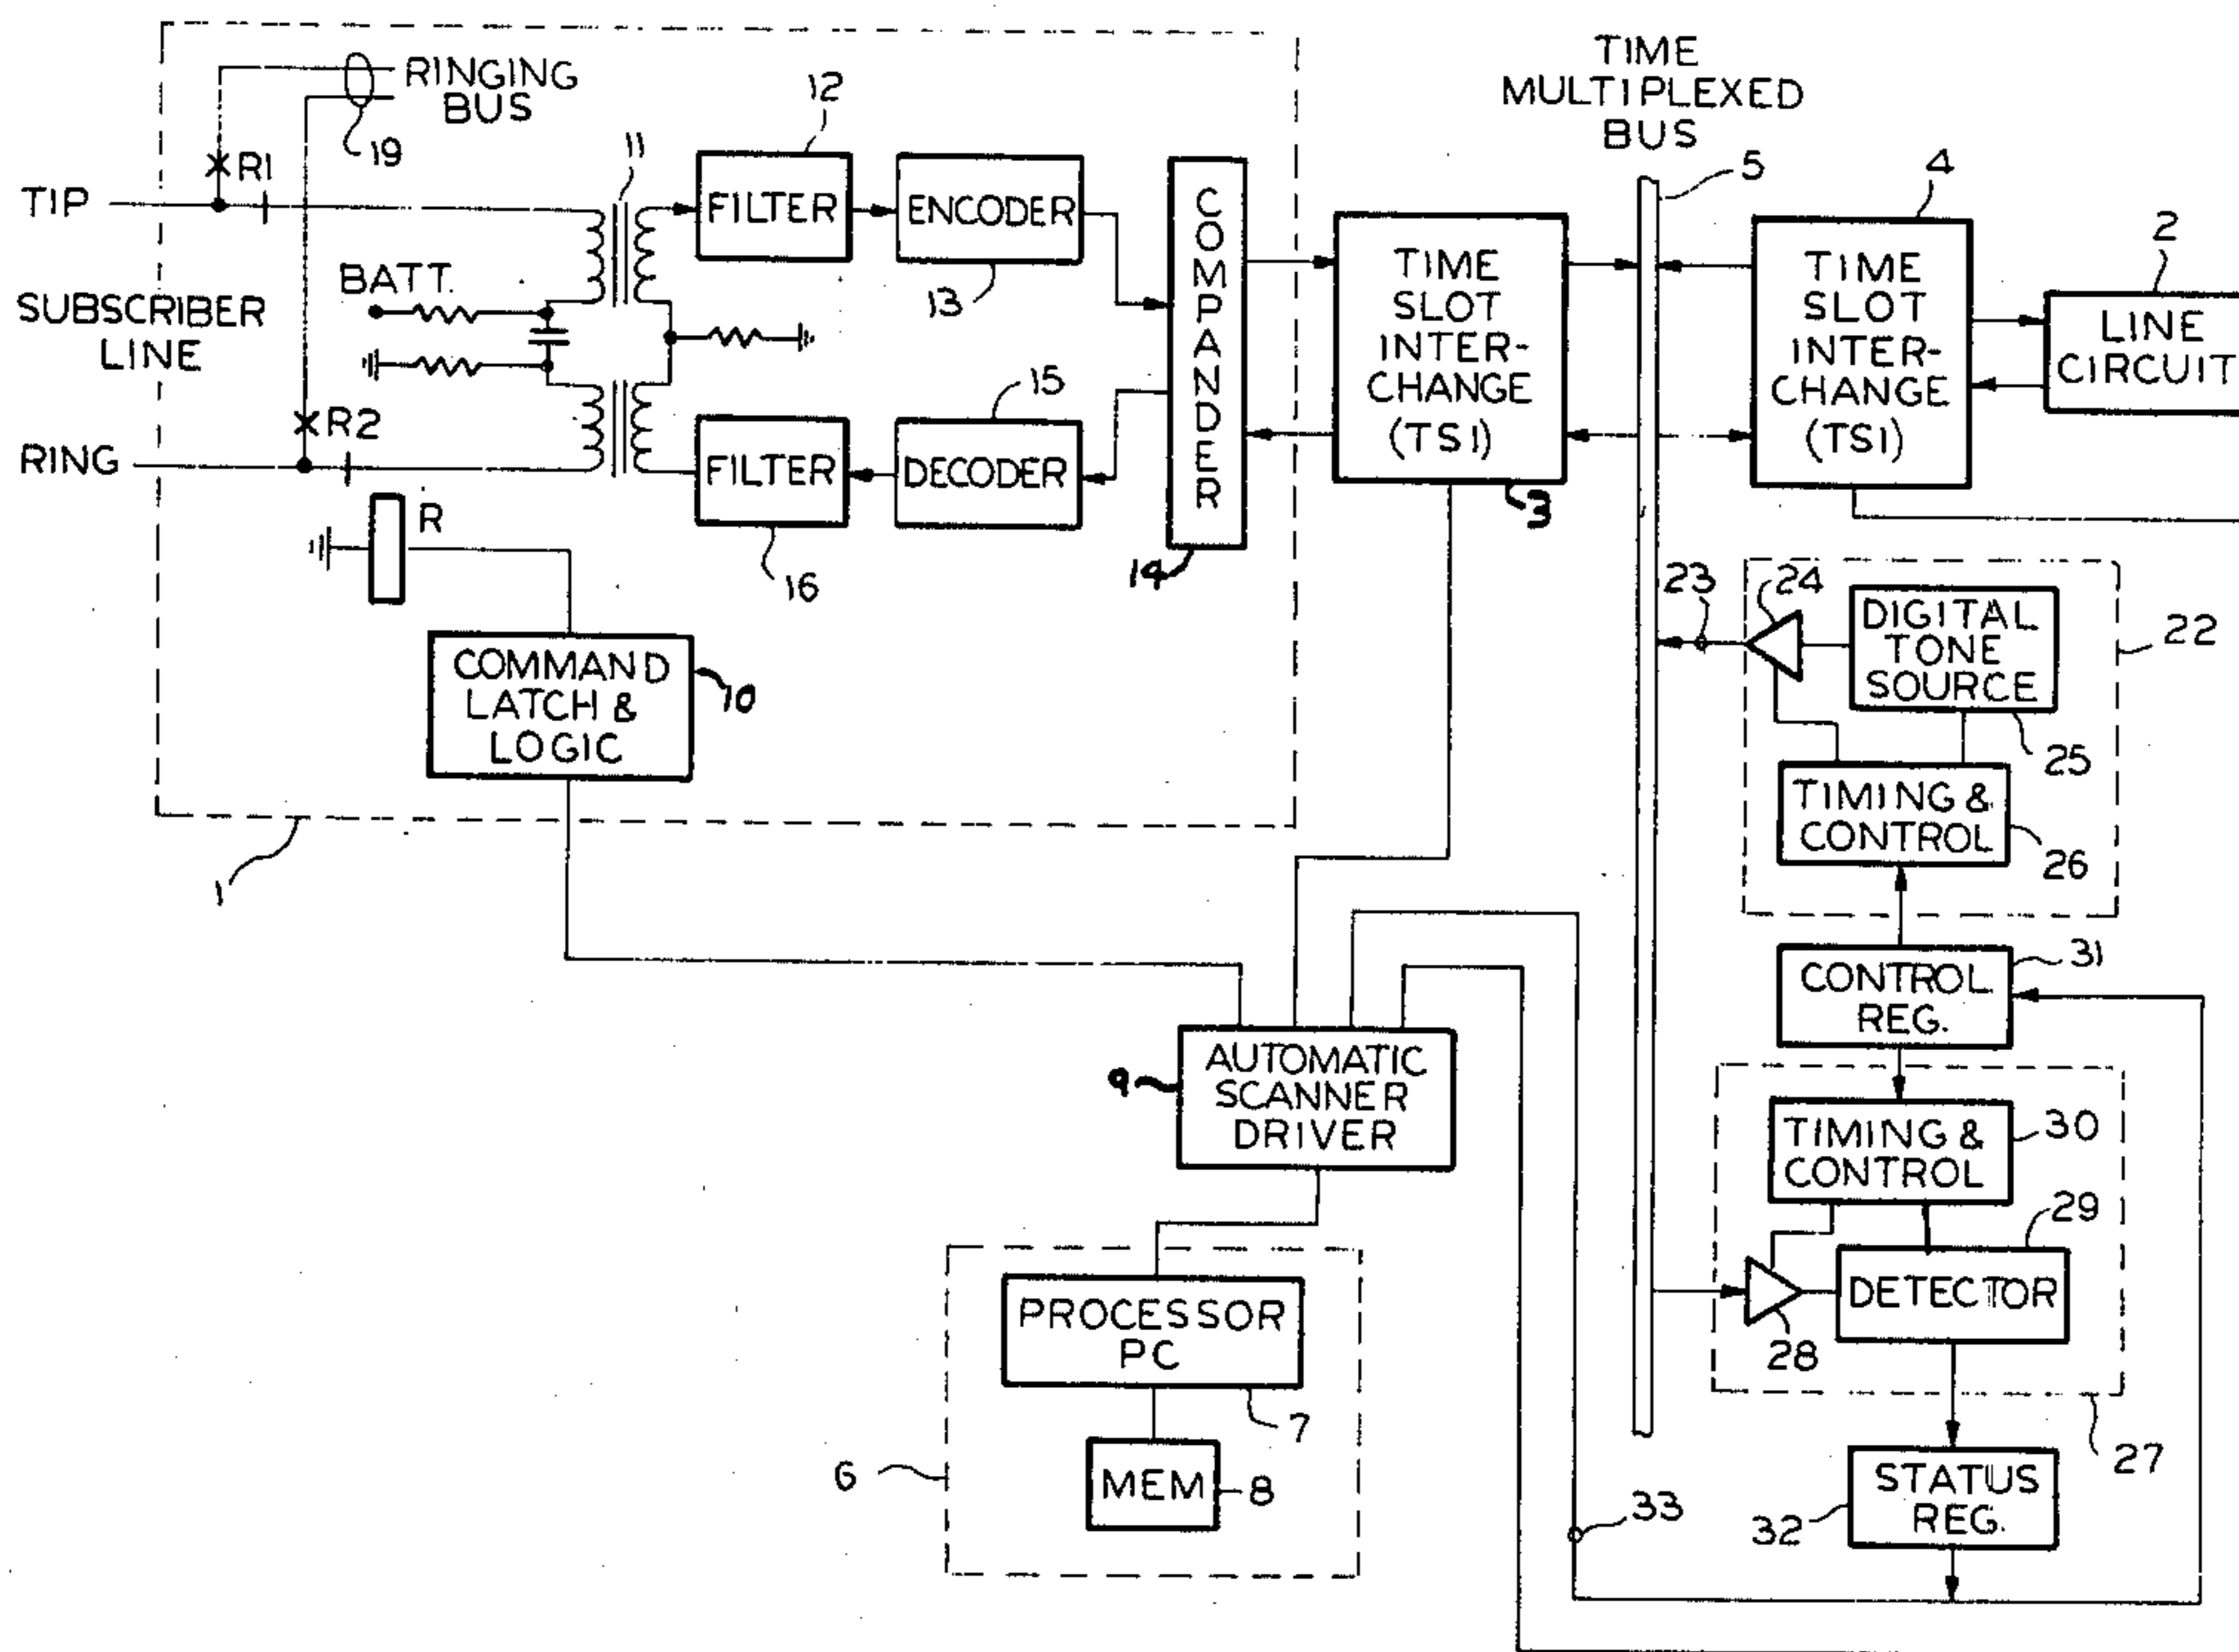 RINGING
BUS
19
R1
TIP
11
12
FILTER
ENCODER
13
BATT.
SUBSCRIBER
LINE
R2
RING
15
FILTER
DECODER
16
COMPANDER
14
R
COMMAND
LATCH &
LOGIC
10
1
TIME
SLOT
INTER-
CHANGE
(TSI)
3
TIME
MULTIPLEXED
BUS
5
4
TIME
SLOT
INTER-
CHANGE
(TSI)
2
LINE
CIRCUIT
23
24
DIGITAL
TONE
SOURCE
22
25
TIMING &
CONTROL
26
CONTROL
REG.
31
9
AUTOMATIC
SCANNER
DRIVER
TIMING &
CONTROL
30
29
DETECTOR
28
27
PROCESSOR
PC
7
6
MEM
8
33
32
STATUS
REG.